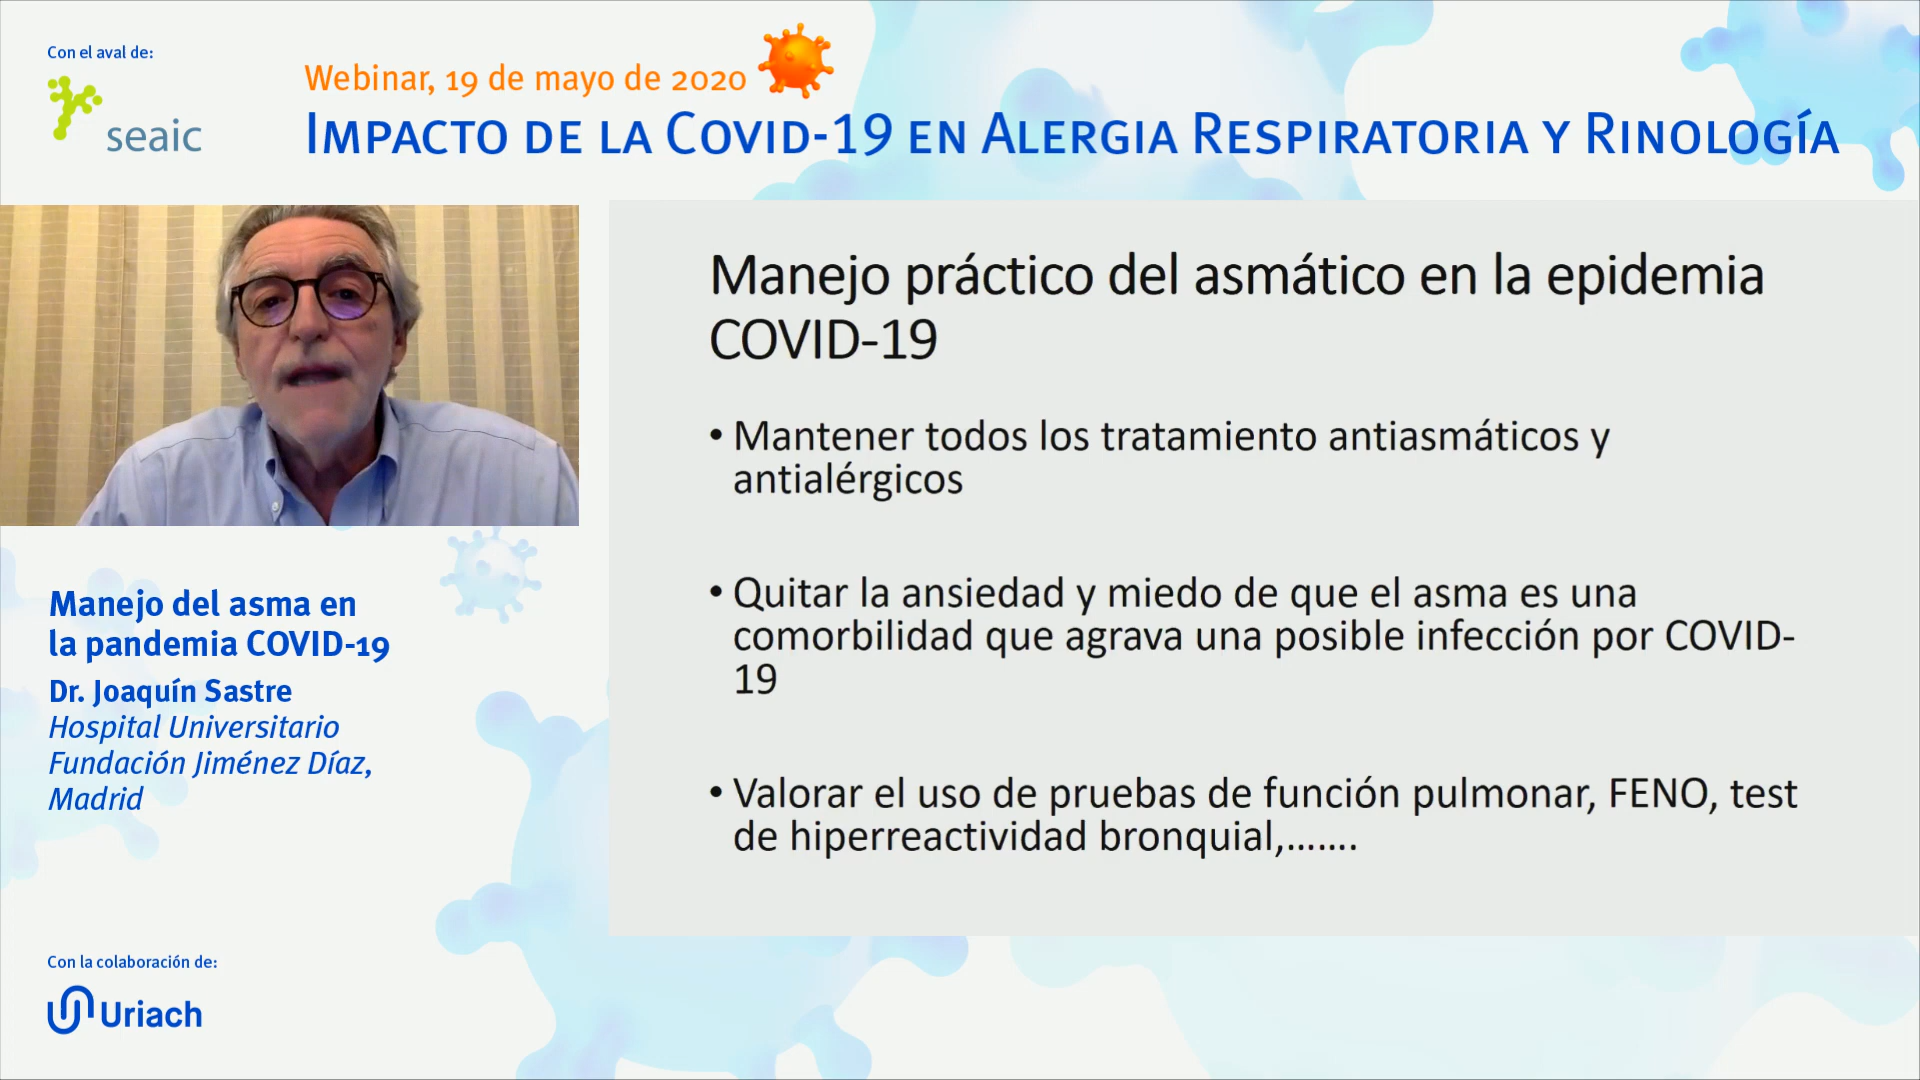 Con el aval de:
seaic
Webinar, 19 de mayo de 2020
Impacto de la Covid-19 en Alergia Respiratoria y Rinología
Manejo práctico del asmático en la epidemia
COVID-19
• Mantener todos los tratamiento antiasmáticos y
antialérgicos
• Quitar la ansiedad y miedo de que el asma es una
comorbilidad que agrava una posible infección por COVID-
19
• Valorar el uso de pruebas de función pulmonar, FENO, test
de hiperreactividad bronquial,…….
Manejo del asma en
la pandemia COVID-19
Dr. Joaquín Sastre
Hospital Universitario
Fundación Jiménez Díaz,
Madrid
Con la colaboración de:
Uriach